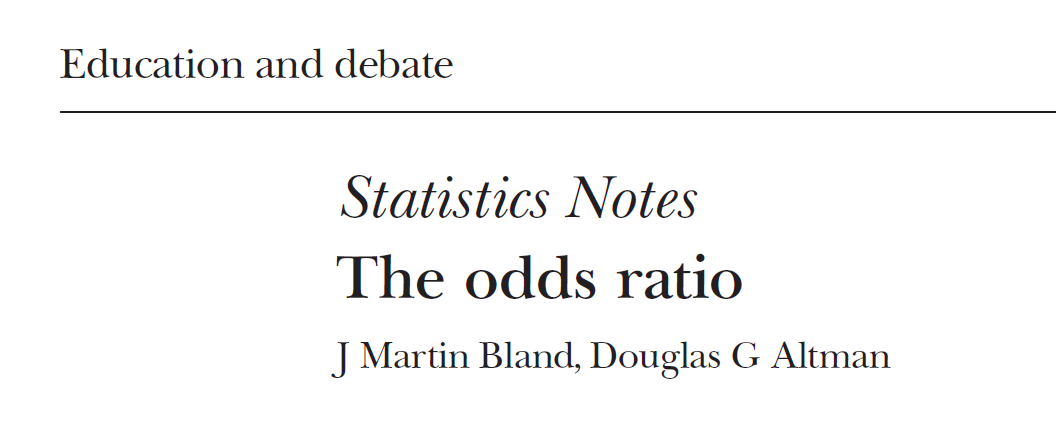 Education and debate
Statistics Notes
The odds ratio
J Martin Bland, Douglas G Altman